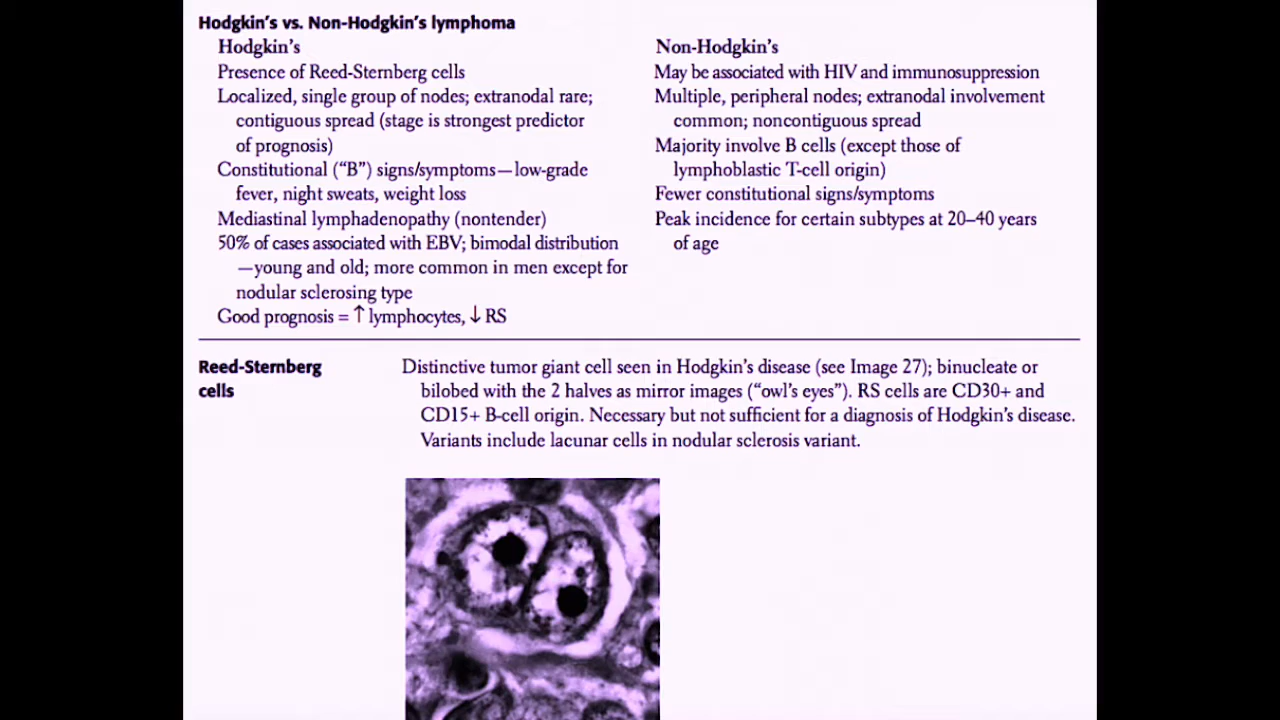 Hodgkin's vs. Non-Hodgkin's lymphoma
Hodgkin's
Presence of Reed-Sternberg cells
Localized, single group of nodes; extranodal rare;
contiguous spread (stage is strongest predictor
of prognosis)
Constitutional ("B") signs/symptoms—low-grade
fever, night sweats, weight loss
Mediastinal lymphadenopathy (nontender)
50% of cases associated with EBV; bimodal distribution
—young and old; more common in men except for
nodular sclerosing type
Good prognosis = ↑ lymphocytes, ↓ RS
Non-Hodgkin's
May be associated with HIV and immunosuppression
Multiple, peripheral nodes; extranodal involvement
common; noncontiguous spread
Majority involve B cells (except those of
lymphoblastic T-cell origin)
Fewer constitutional signs/symptoms
Peak incidence for certain subtypes at 20–40 years
of age
Reed-Sternberg
cells
Distinctive tumor giant cell seen in Hodgkin's disease (see Image 27); binucleate or
bilobed with the 2 halves as mirror images ("owl's eyes"). RS cells are CD30+ and
CD15+ B-cell origin. Necessary but not sufficient for a diagnosis of Hodgkin's disease.
Variants include lacunar cells in nodular sclerosis variant.